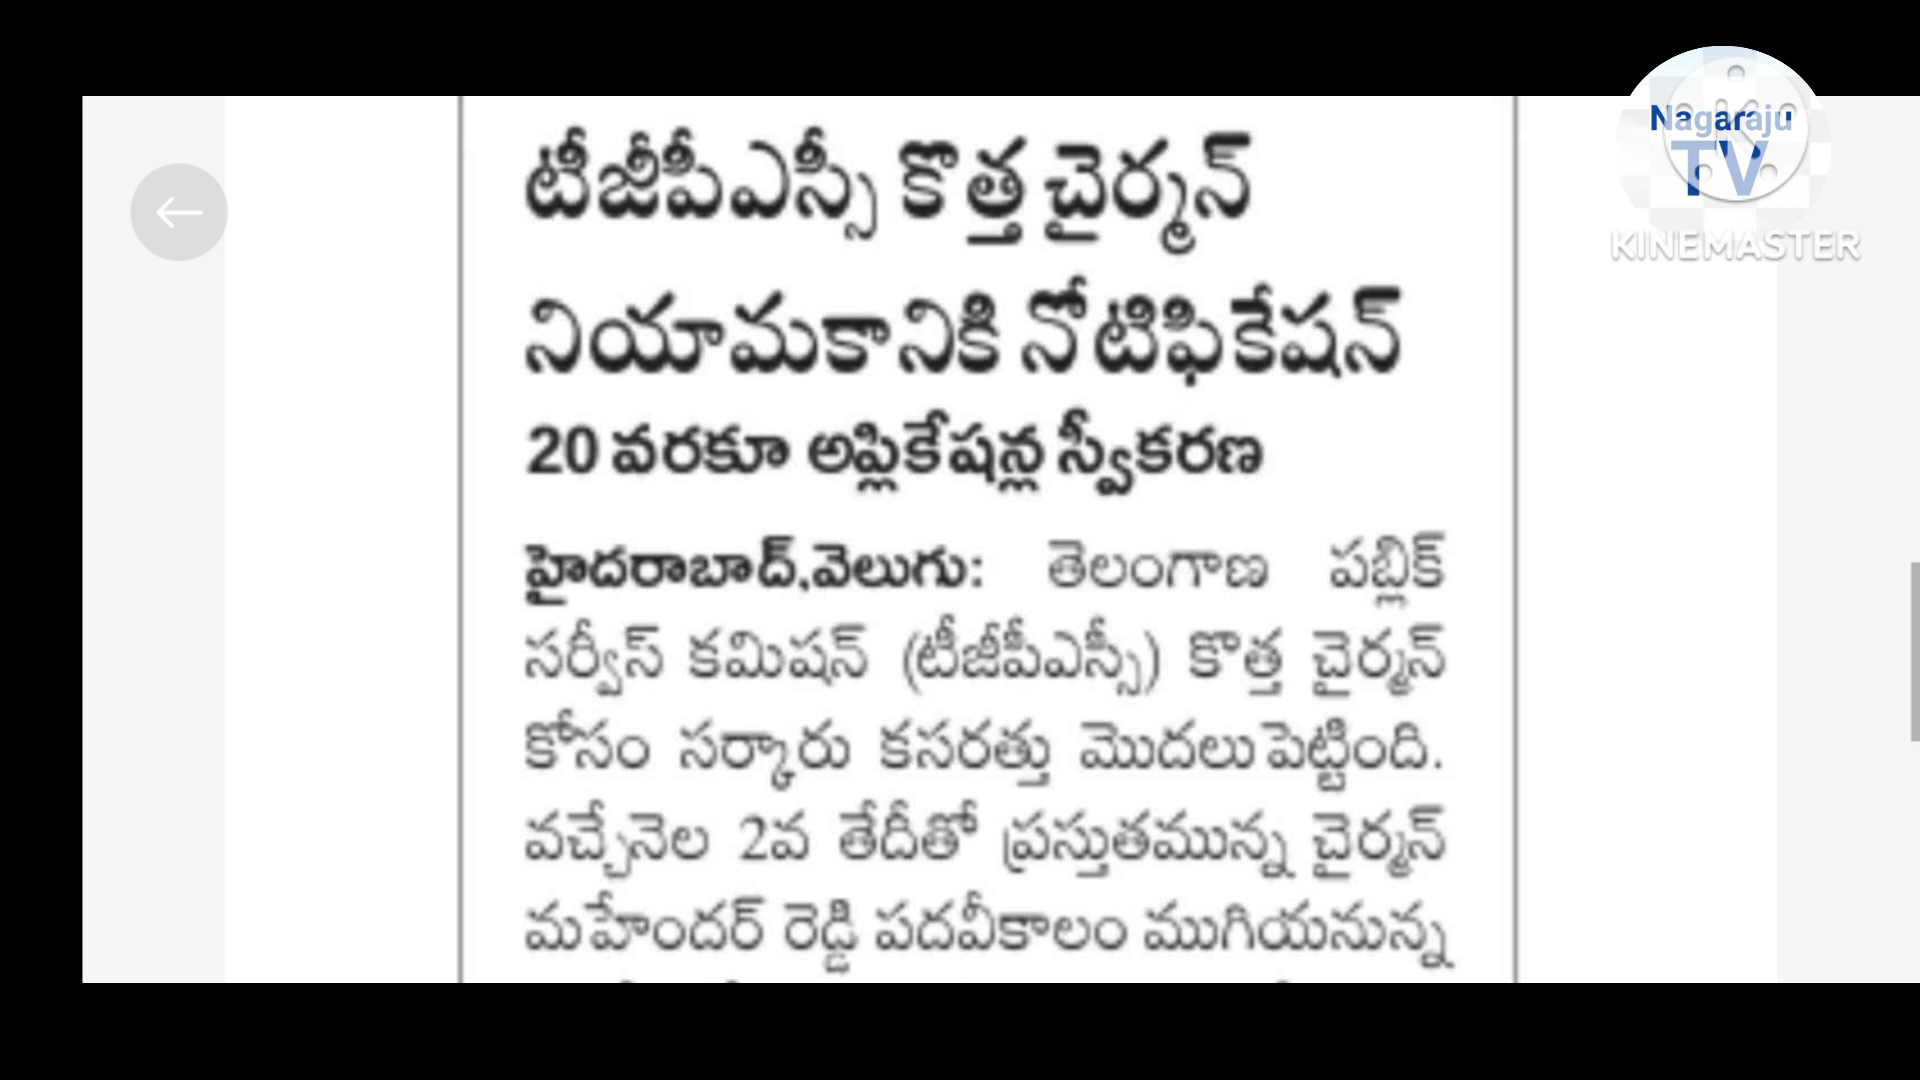 టీజీపీఎస్సీ కొత్త చైర్మన్
నియామకానికి నోటిఫికేషన్
20 వరకూ అప్లికేషన్ల స్వీకరణ
హైదరాబాద్,వెలుగు: తెలంగాణ పబ్లిక్
సర్వీస్ కమిషన్ (టీజీపీఎస్సీ) కొత్త చైర్మన్
కోసం సర్కారు కసరత్తు మొదలుపెట్టింది.
వచ్చేనెల 2వ తేదీతో ప్రస్తుతమున్న చైర్మన్
మహేందర్ రెడ్డి పదవీకాలం ముగియనున్న
Nagaraju
TV
KINEMASTER